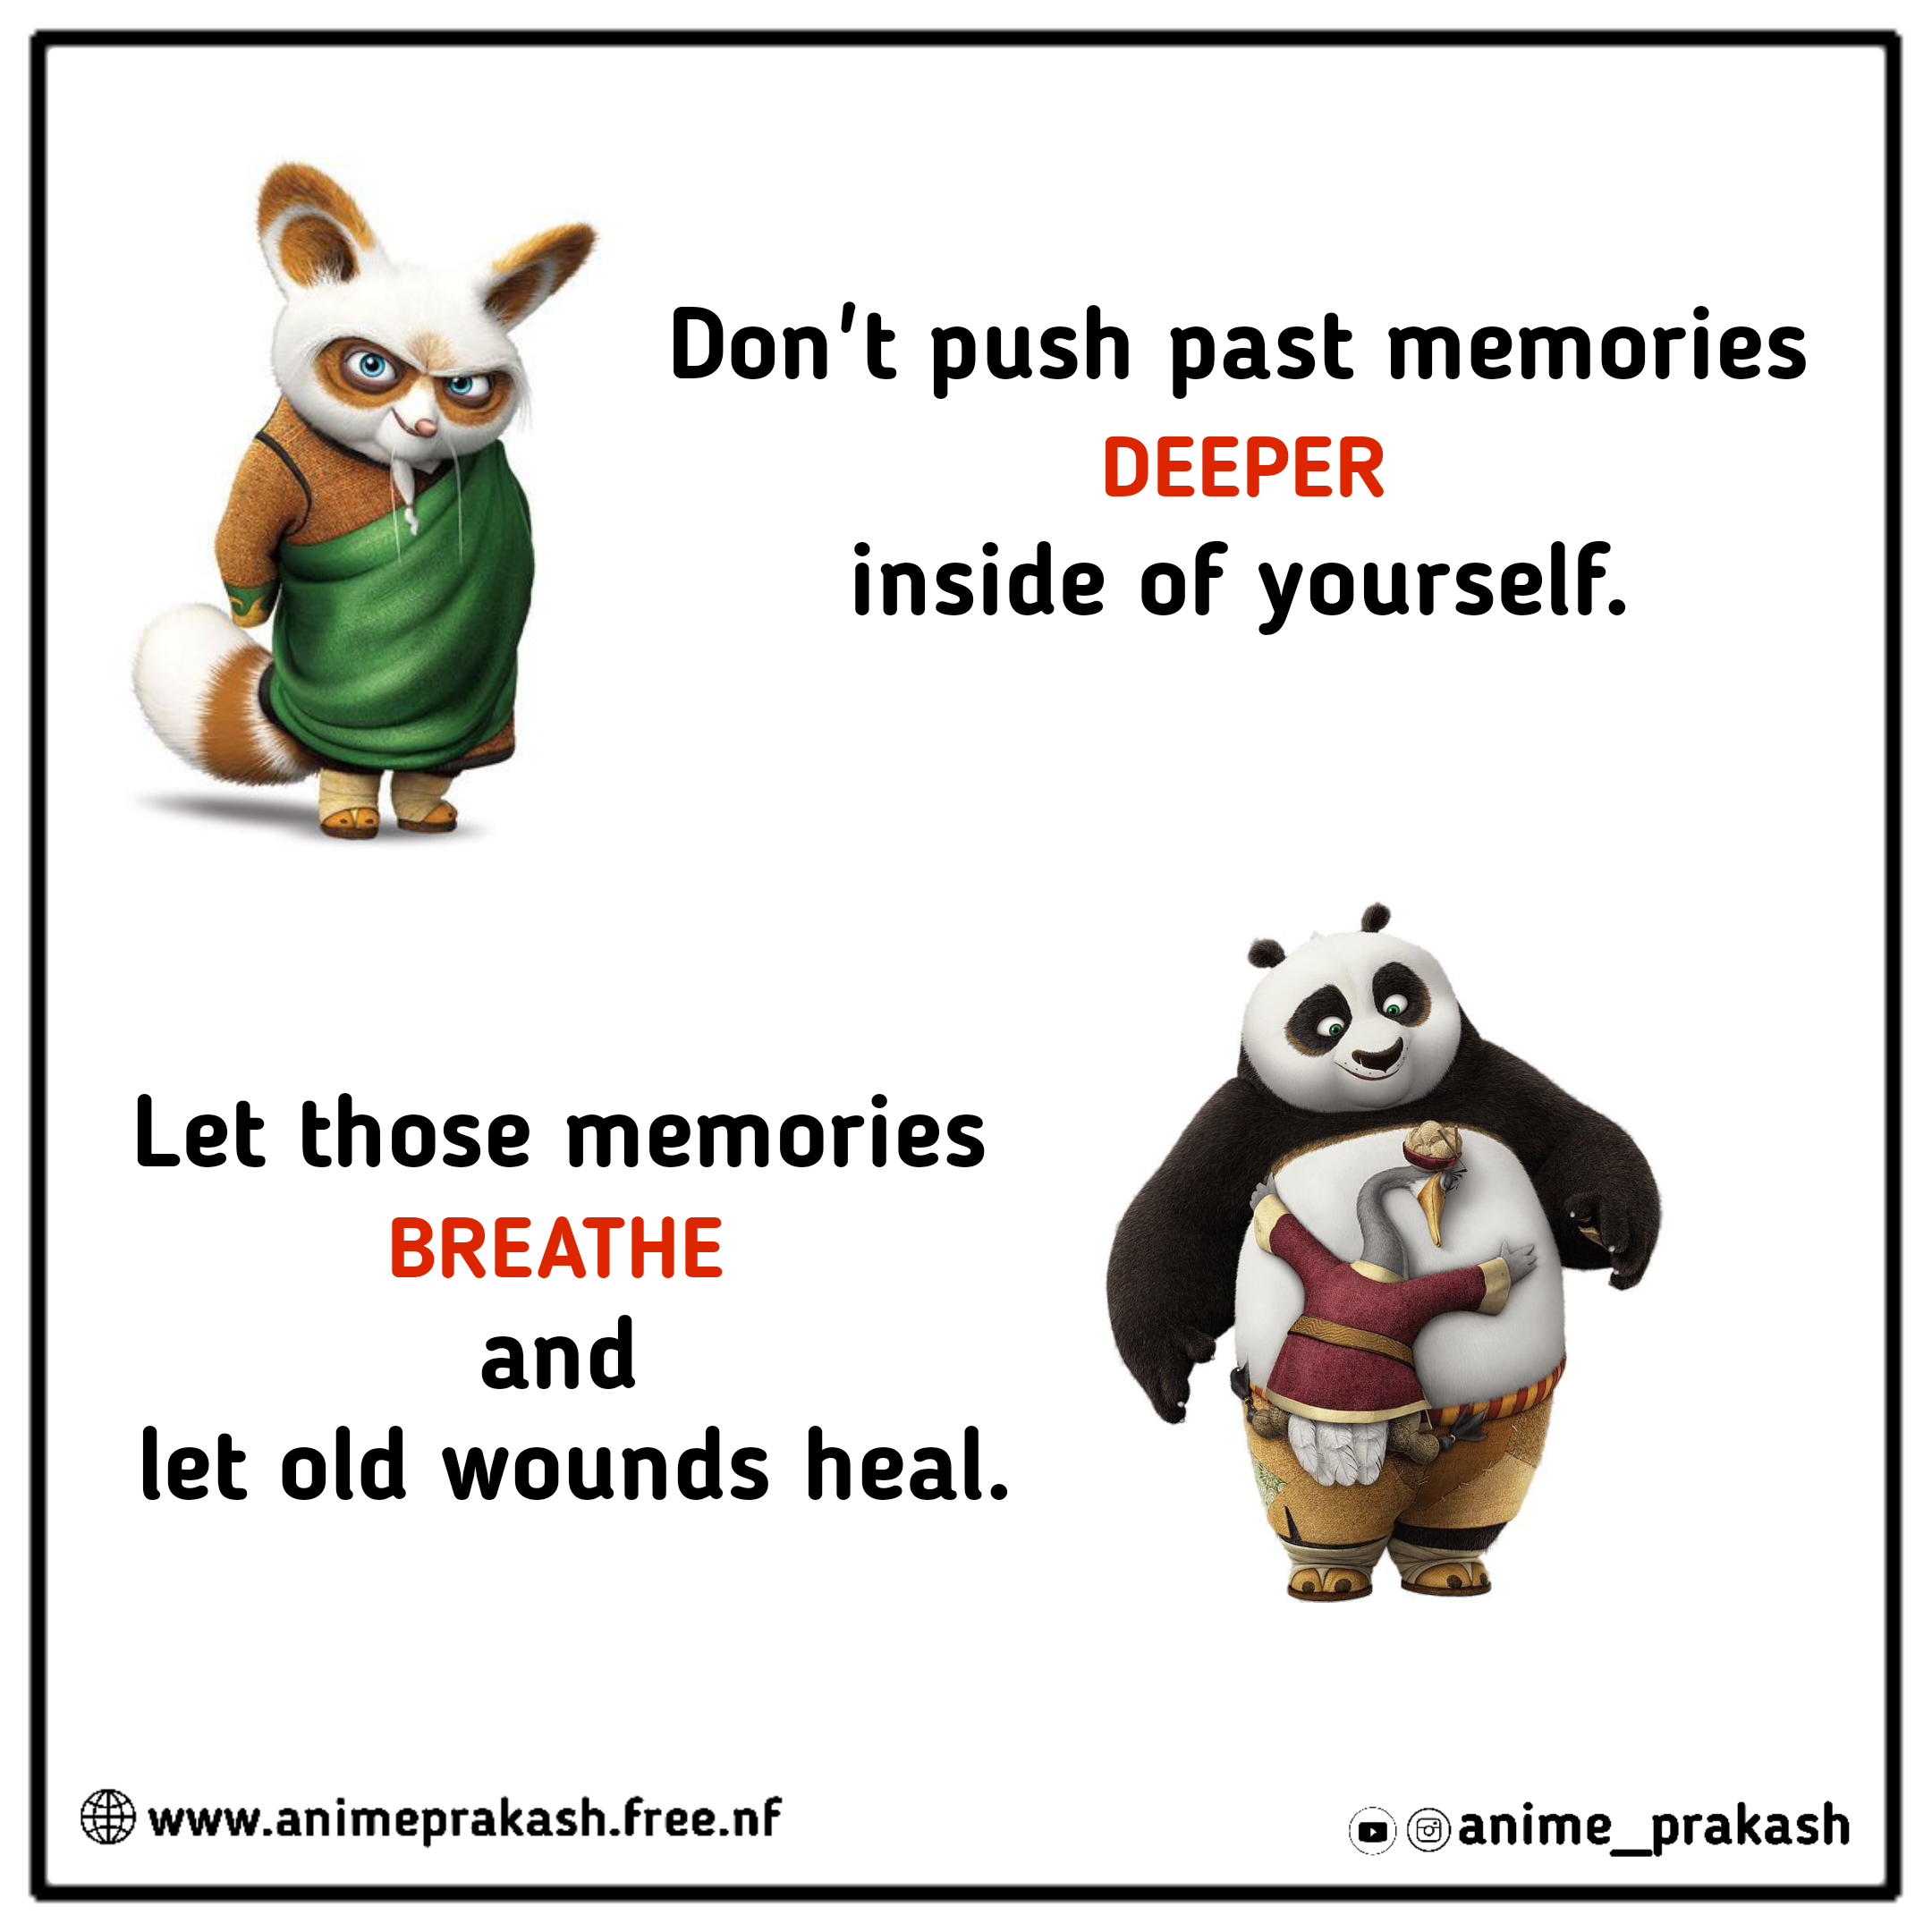 Don't push past memories
DEEPER
inside of yourself.
Let those memories
BREATHE
and
let old wounds heal.
www.animeprakash.free.nf
anime_prakash